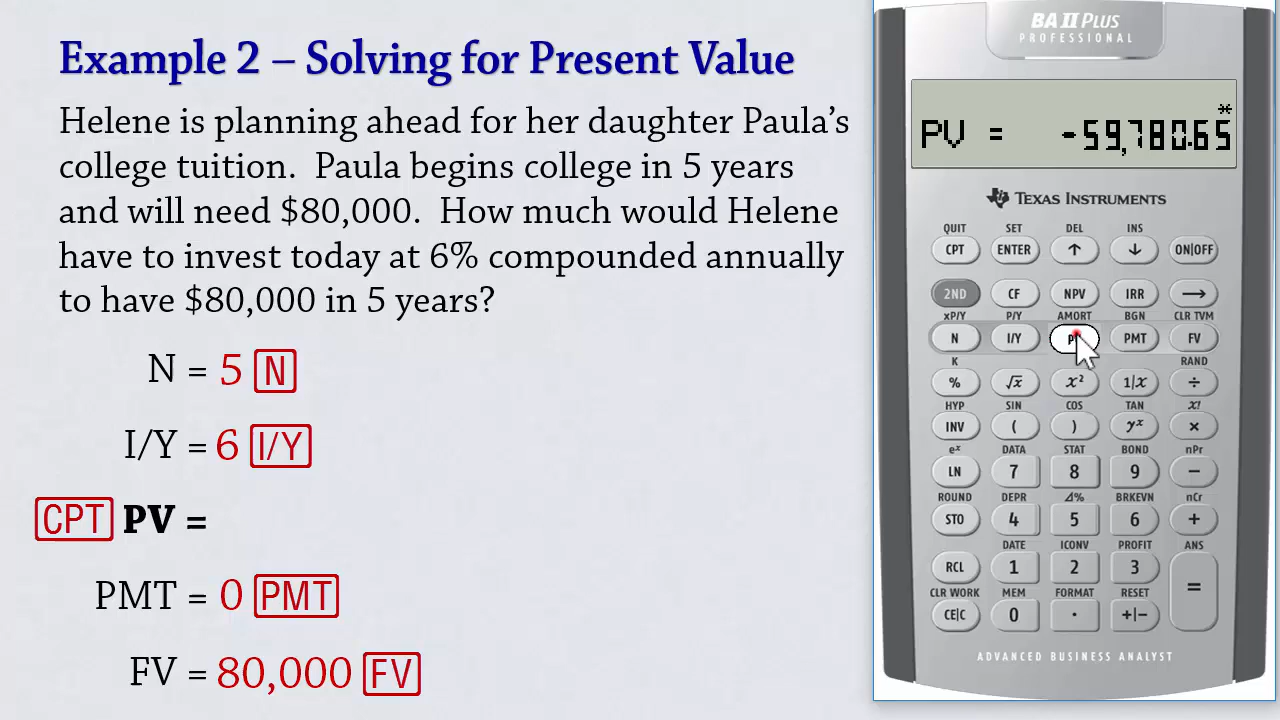 Example 2 – Solving for Present Value
Helene is planning ahead for her daughter Paula's
college tuition.  Paula begins college in 5 years
and will need $80,000.  How much would Helene
have to invest today at 6% compounded annually
to have $80,000 in 5 years?
N = 5 N
I/Y = 6 I/Y
CPT PV =
PMT = 0 PMT
FV = 80,000 FV
BA II PLUS
PROFESSIONAL
*
PV = -59,780.65
TEXAS INSTRUMENTS
QUIT SET DEL INS
CPT ENTER ↑ ↓ ON|OFF
2ND CF NPV IRR →
xP/Y P/Y AMORT BGN CLR TVM
N I/Y P PMT FV
K RAND
% √x x² 1/x ÷
HYP SIN COS TAN x!
INV ( ) yˣ ×
eˣ DATA STAT BOND nPr
LN 7 8 9 −
ROUND DEPR Δ% BRKEVN nCr
STO 4 5 6 +
DATE ICONV PROFIT ANS
RCL 1 2 3 =
CLR WORK MEM FORMAT RESET
CE|C 0 . +|−
ADVANCED BUSINESS ANALYST